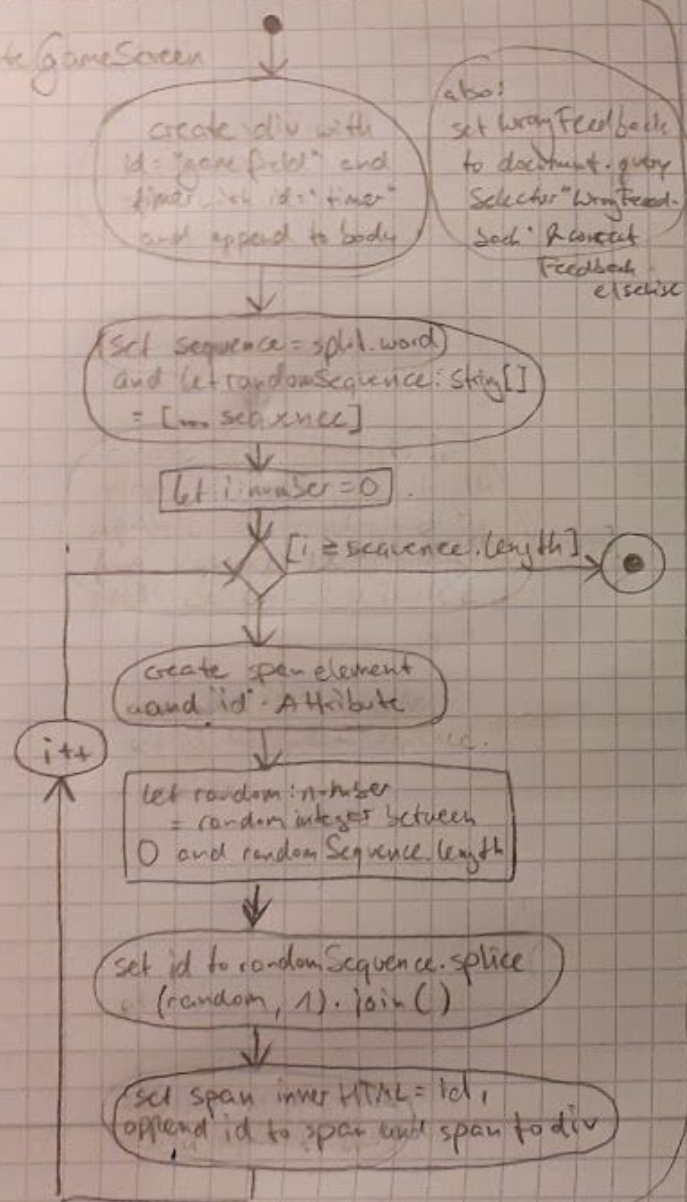 gameScreen
create div with
id="gamefield" and
timer with id="timer"
and append to body
also:
set wrongFeedback
to document.query
Selector "WrongFeed-
back" & correct
Feedback
set sequence = split.word
and let randomSequence: string[]
= [... sequence]
let i:number = 0
[i ≥ sequence.length]
create span element
and "id"-Attribute
i++
let random:number
= random integer between
0 and randomSequence.length
set id to randomSequence.splice
(random, 1).join()
set span innerHTML = id,
append id to span and span to div